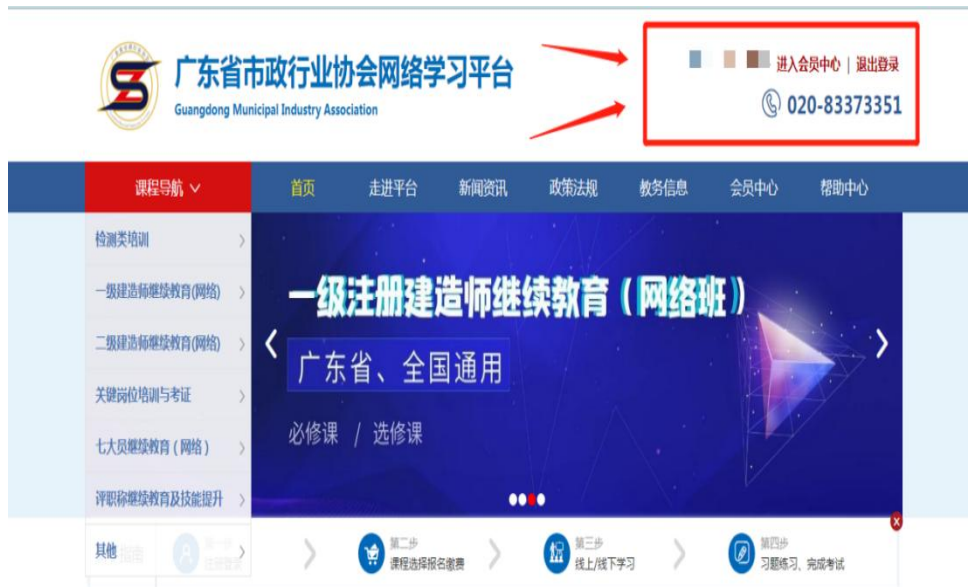 广东省市政行业协会网络学习平台
Guangdong Municipal Industry Association
进入会员中心 | 退出登录
020-83373351
课程导航
首页 走进平台 新闻资讯 政策法规 教务信息 会员中心 帮助中心
检测类培训
一级建造师继续教育(网络)
二级建造师继续教育(网络)
关键岗位培训与考证
七大员继续教育（网络）
评职称继续教育及技能提升
其他
一级注册建造师继续教育（网络班）
广东省、全国通用
必修课 / 选修课
第一步
注册登录
第二步
课程选择报名缴费
第三步
线上/线下学习
第四步
习题练习、完成考试